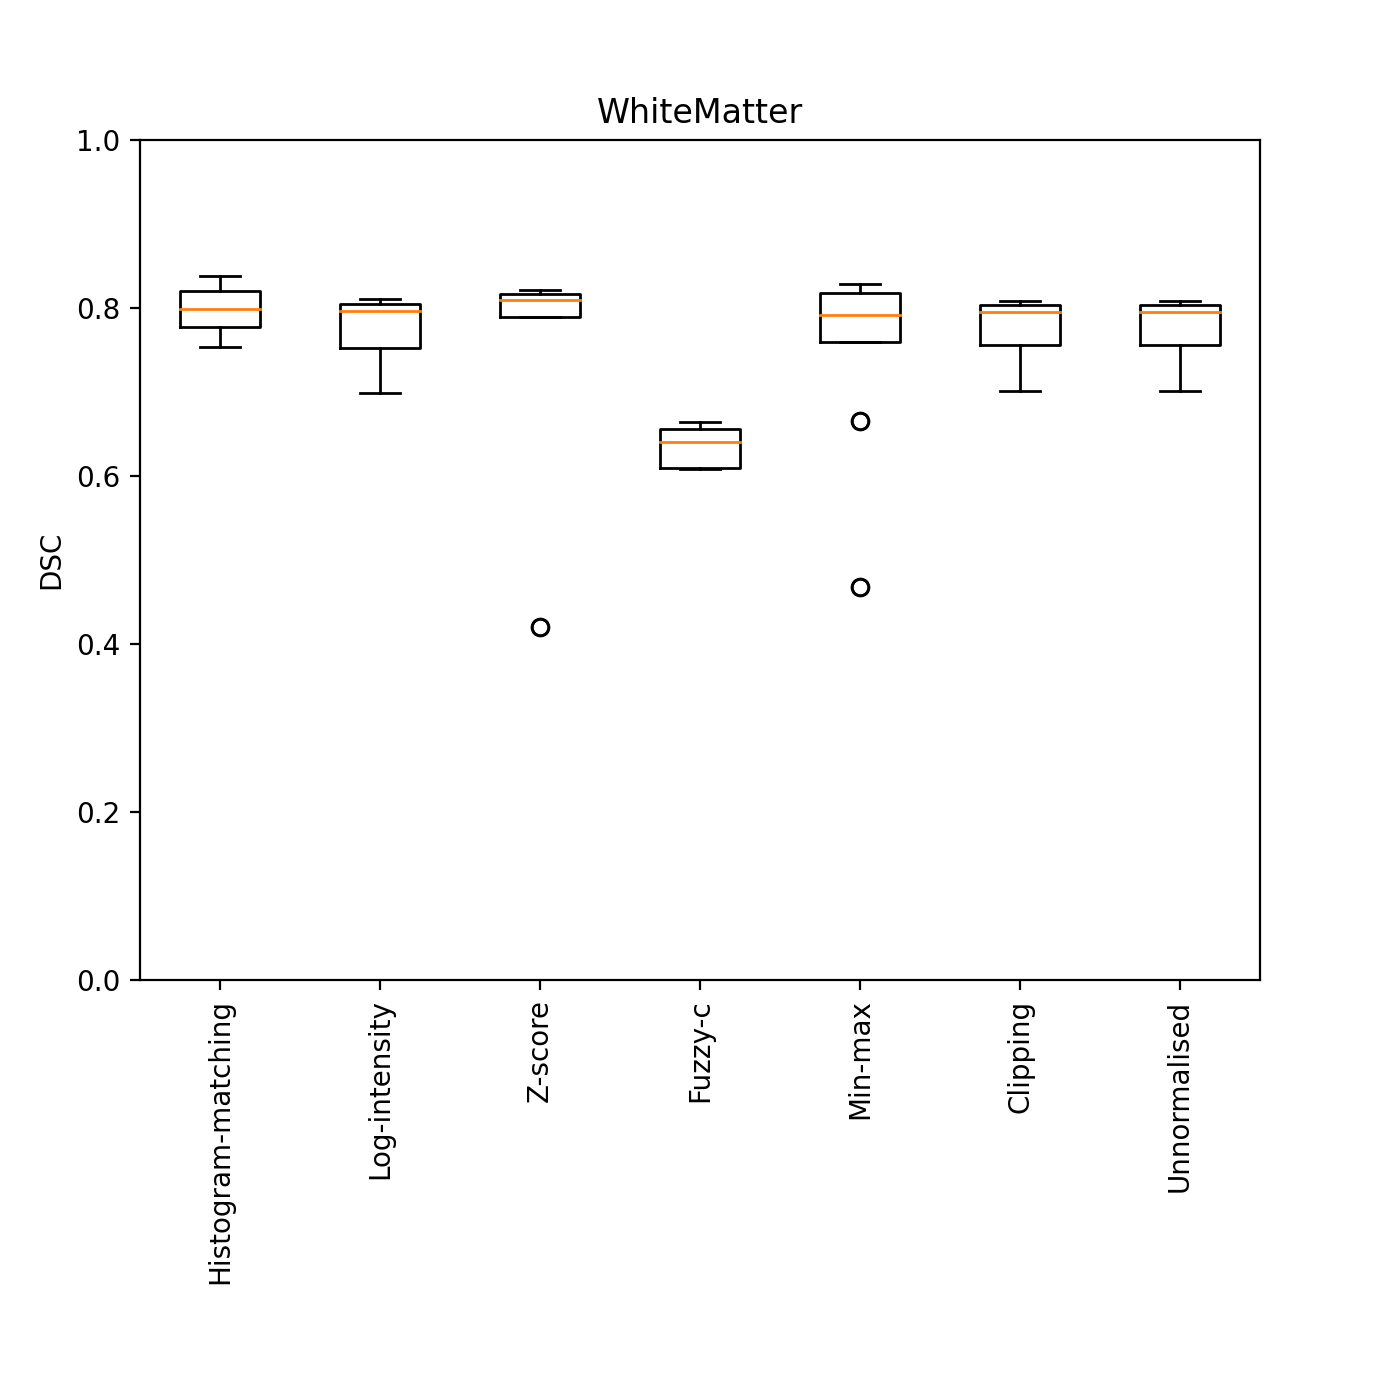 WhiteMatter
1.0
0.8
0.6
0.4
0.2
0.0
DSC
Histogram-matching
Log-intensity
Z-score
Fuzzy-c
Min-max
Clipping
Unnormalised